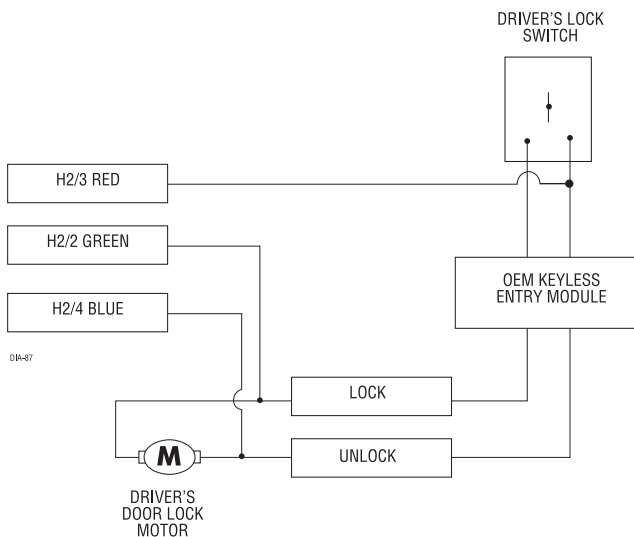 DRIVER'S LOCK
SWITCH
H2/3 RED
H2/2 GREEN
H2/4 BLUE
OEM KEYLESS
ENTRY MODULE
DIA-87
LOCK
M
UNLOCK
DRIVER'S
DOOR LOCK
MOTOR